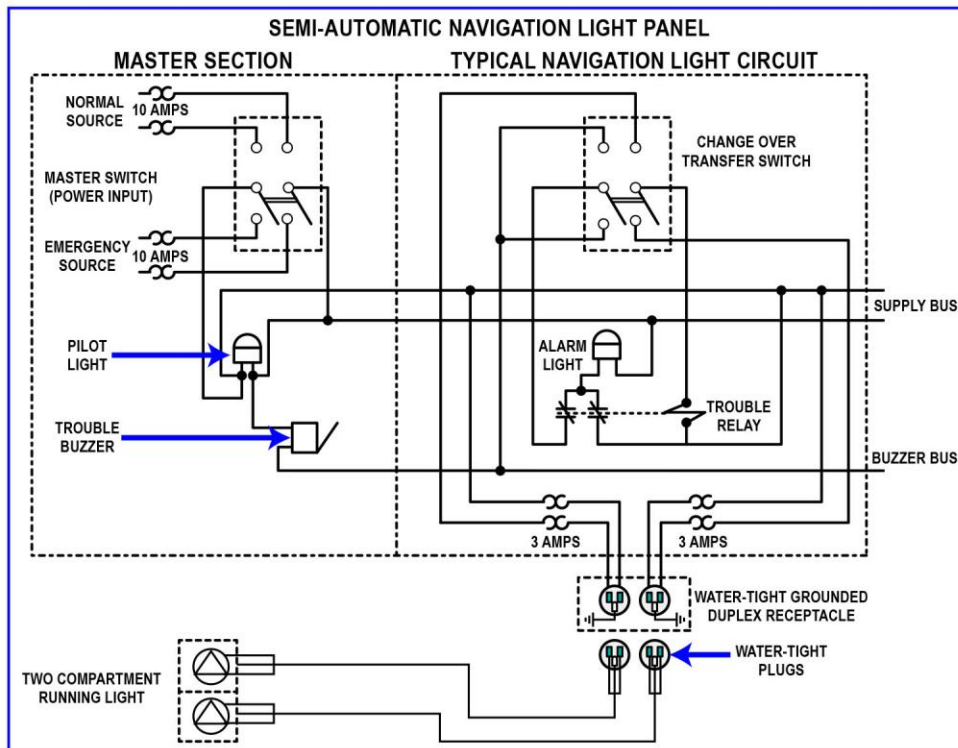 SEMI-AUTOMATIC NAVIGATION LIGHT PANEL
MASTER SECTION
TYPICAL NAVIGATION LIGHT CIRCUIT
NORMAL
SOURCE
10 AMPS
MASTER SWITCH
(POWER INPUT)
EMERGENCY
SOURCE
10 AMPS
CHANGE OVER
TRANSFER SWITCH
SUPPLY BUS
PILOT
LIGHT
ALARM
LIGHT
TROUBLE
RELAY
TROUBLE
BUZZER
BUZZER BUS
3 AMPS
3 AMPS
WATER-TIGHT GROUNDED
DUPLEX RECEPTACLE
WATER-TIGHT
PLUGS
TWO COMPARTMENT
RUNNING LIGHT